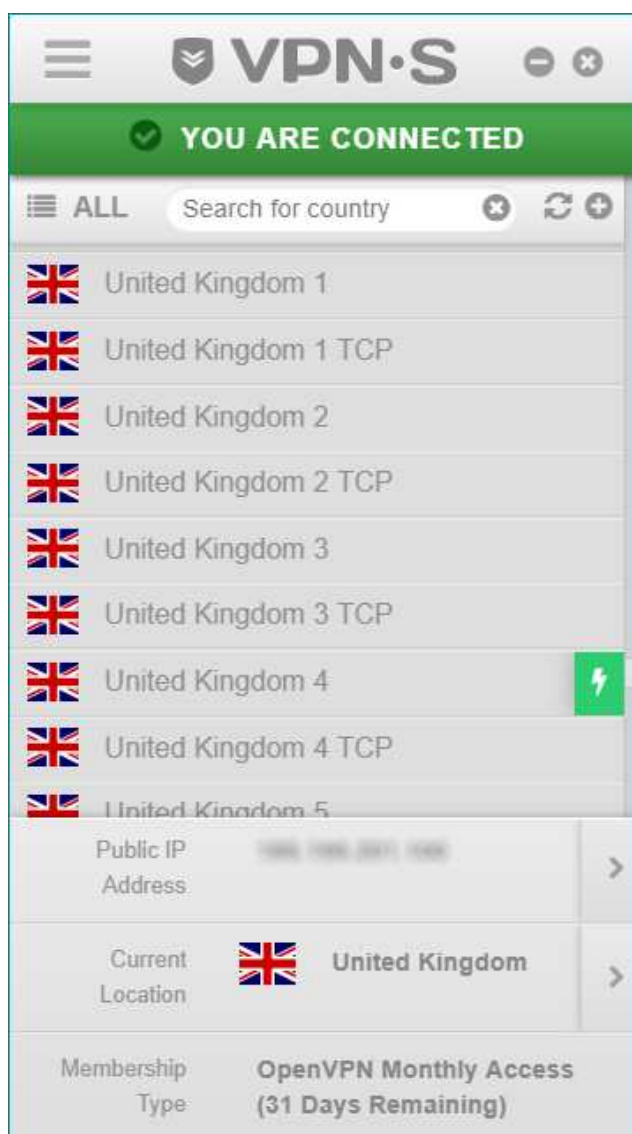 VPN·S
YOU ARE CONNECTED
ALL Search for country
United Kingdom 1
United Kingdom 1 TCP
United Kingdom 2
United Kingdom 2 TCP
United Kingdom 3
United Kingdom 3 TCP
United Kingdom 4
United Kingdom 4 TCP
United Kingdom 5
Public IP
Address
Current
Location
United Kingdom
Membership
Type
OpenVPN Monthly Access
(31 Days Remaining)